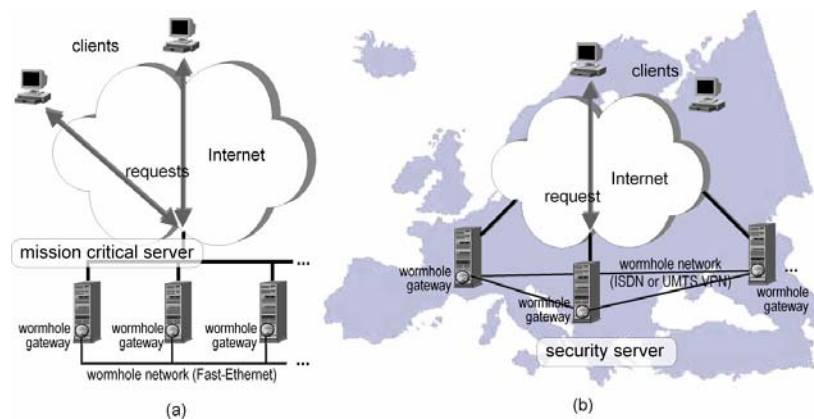 clients
Internet
requests
mission critical server
...
wormhole
gateway
wormhole
gateway
wormhole
gateway
...
wormhole network (Fast-Ethernet)
(a)
clients
Internet
request
wormhole
gateway
wormhole network
(ISDN or UMTS VPN)
...
wormhole
gateway
wormhole
gateway
security server
(b)